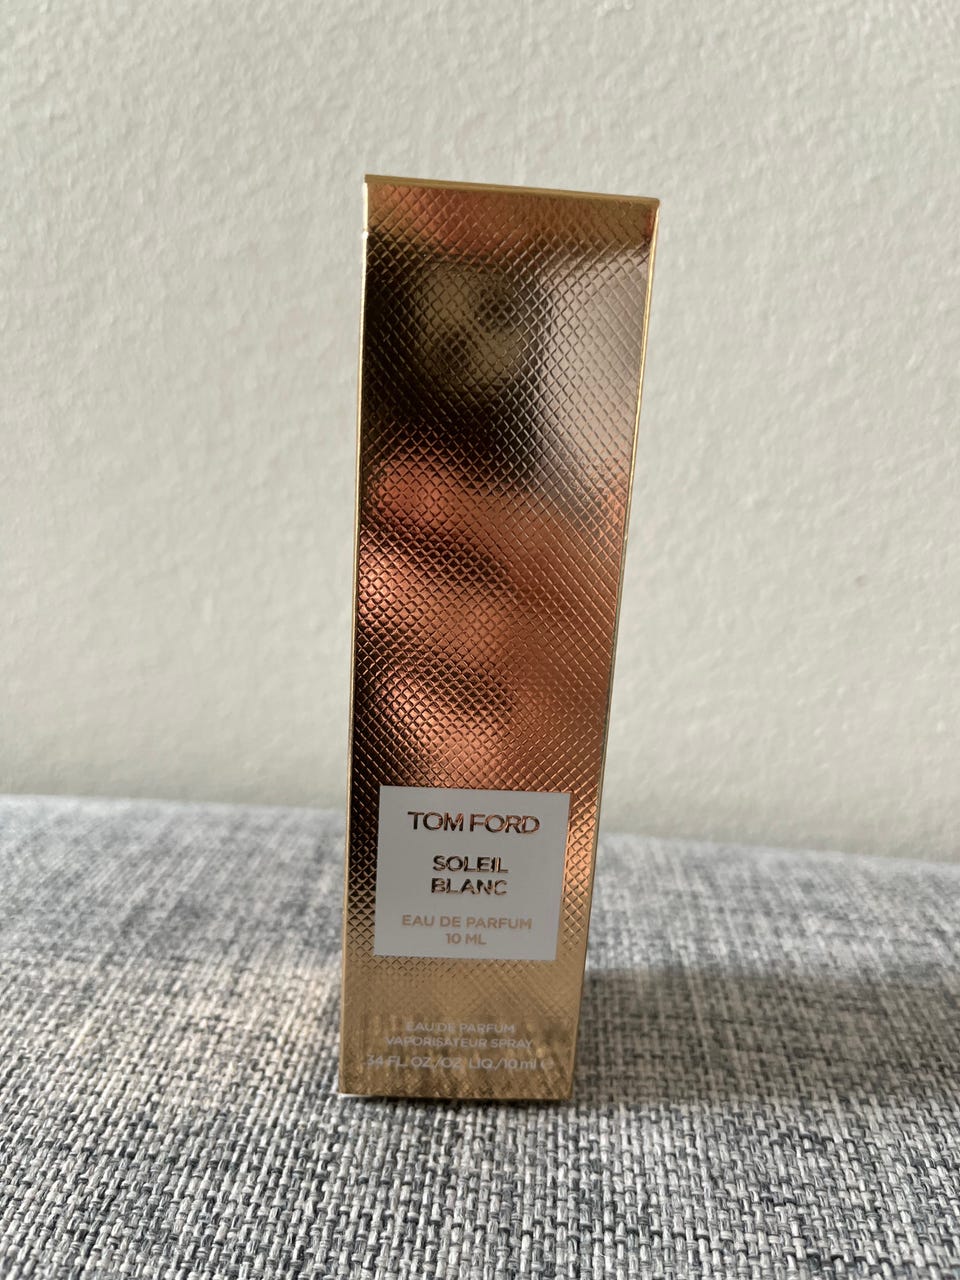 TOM FORD
SOLEIL
BLANC
EAU DE PARFUM
10 ML
EAU DE PARFUM
VAPORISATEUR SPRAY
.34 FL. OZ./OZ. LIQ./10 ml ℮